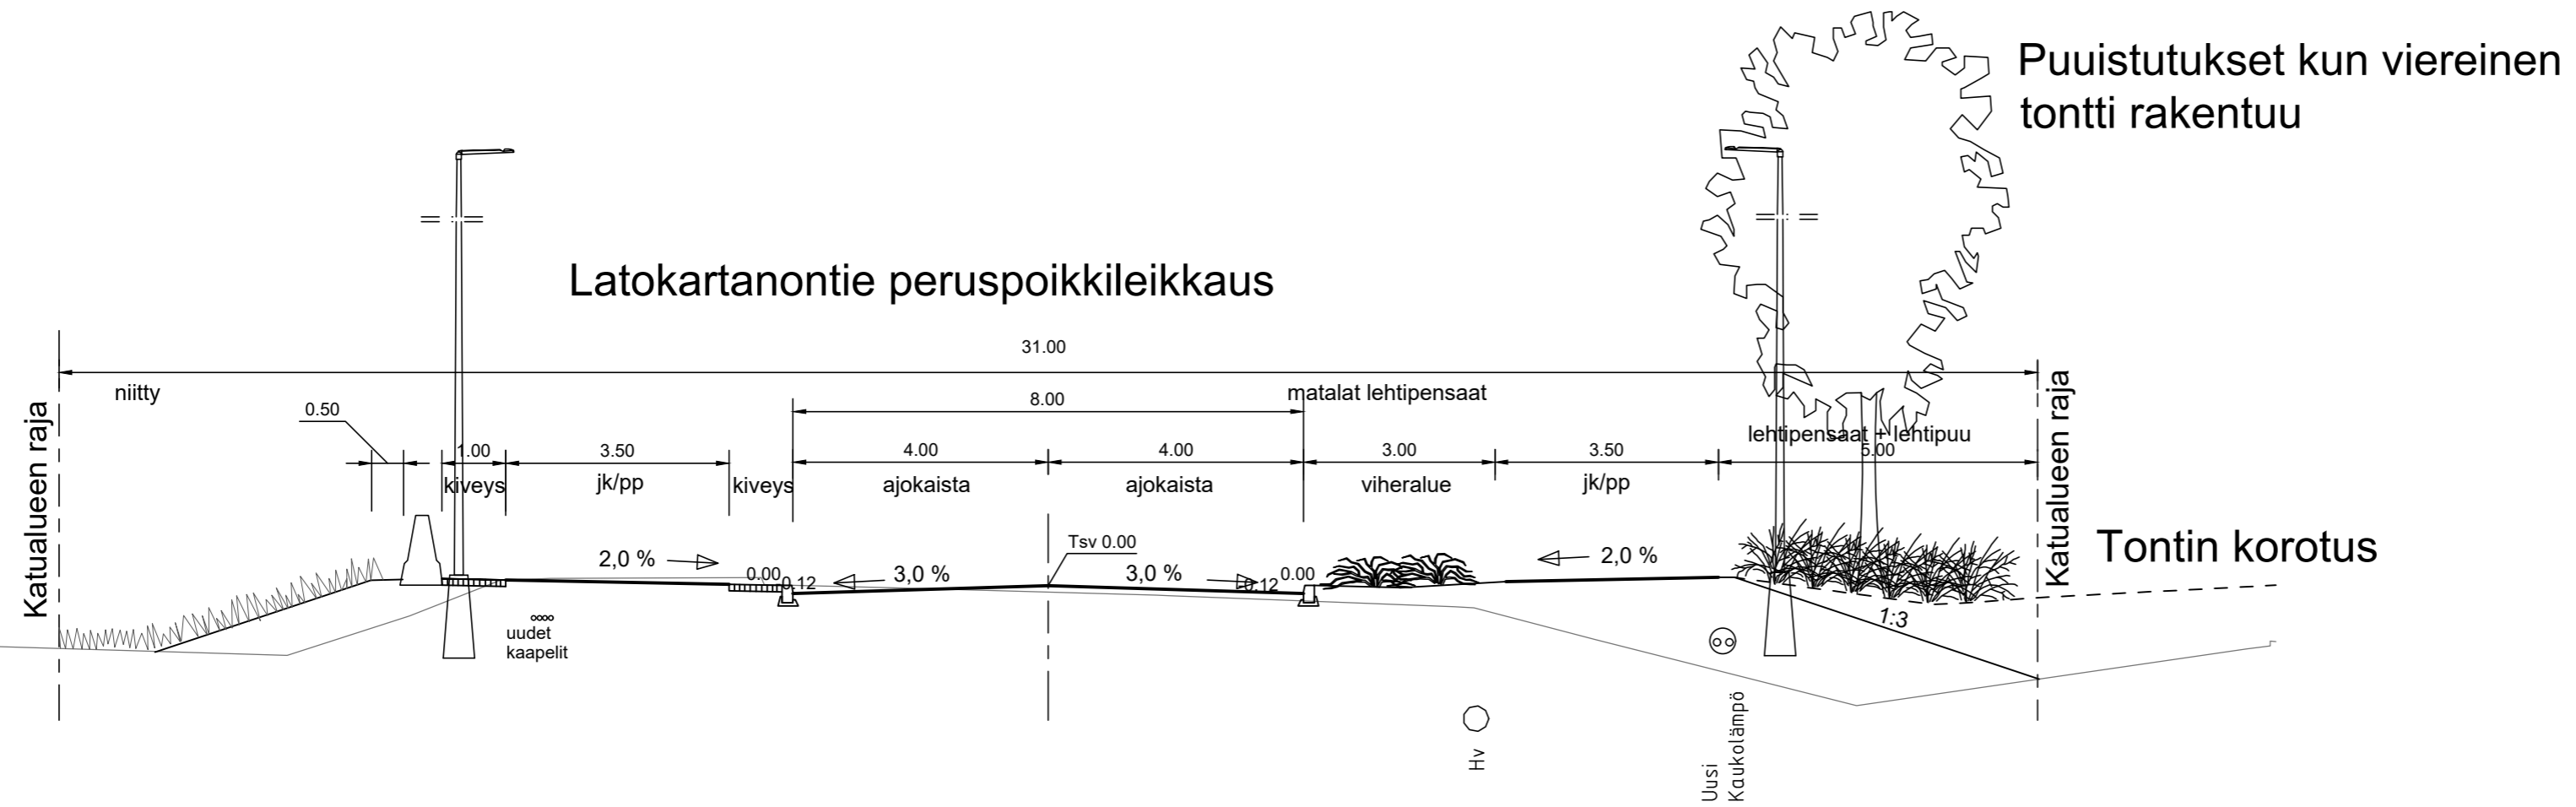 Puuistutukset kun viereinen
tontti rakentuu
Latokartanontie peruspoikkileikkaus
31.00
niitty
matalat lehtipensaat
8.00
0.50
lehtipensaat + lehtipuu
1.00
3.50
4.00
4.00
3.00
3.50
5.00
kiveys
jk/pp
kiveys
ajokaista
ajokaista
viheralue
jk/pp
Katualueen raja
Katualueen raja
Tontin korotus
Tsv 0.00
2,0 %
0.00
0.12
3,0 %
3,0 %
0.12
0.00
2,0 %
1:3
uudet
kaapelit
Hv
Uusi
Kaukolämpö